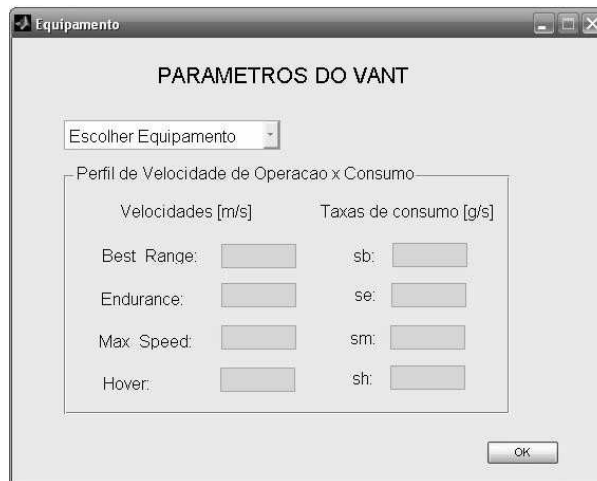 Equipamento
PARAMETROS DO VANT
Escolher Equipamento
Perfil de Velocidade de Operacao x Consumo
Velocidades [m/s] Taxas de consumo [g/s]
Best Range: sb:
Endurance: se:
Max Speed: sm:
Hover: sh:
OK